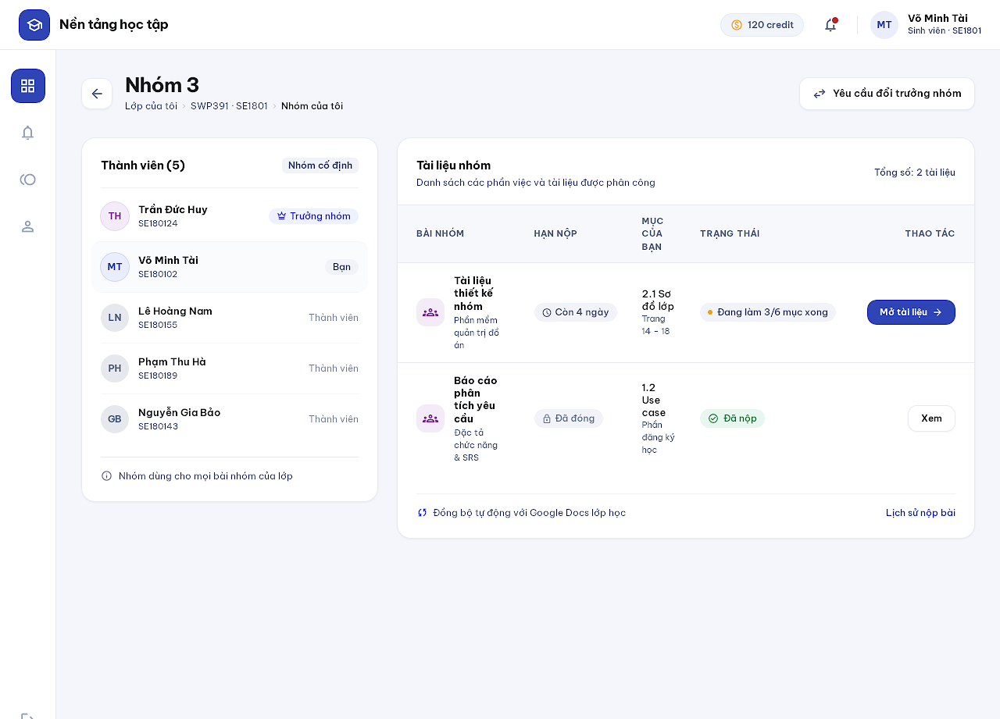 Nền tảng học tập
120 credit
MT
Võ Minh Tài
Sinh viên · SE1801
Nhóm 3
Lớp của tôi › SWP391 · SE1801 › Nhóm của tôi
Yêu cầu đổi trưởng nhóm
Thành viên (5)
Nhóm cố định
TH
Trần Đức Huy
SE180124
Trưởng nhóm
MT
Võ Minh Tài
SE180102
Bạn
LN
Lê Hoàng Nam
SE180155
Thành viên
PH
Phạm Thu Hà
SE180189
Thành viên
GB
Nguyễn Gia Bảo
SE180143
Thành viên
Nhóm dùng cho mọi bài nhóm của lớp
Tài liệu nhóm
Danh sách các phần việc và tài liệu được phân công
Tổng số: 2 tài liệu
BÀI NHÓM
HẠN NỘP
MỤC
CỦA
BẠN
TRẠNG THÁI
THAO TÁC
Tài liệu
thiết kế
nhóm
Phần mềm
quản trị đồ
án
Còn 4 ngày
2.1 Sơ
đồ lớp
Trang
14 – 18
Đang làm 3/6 mục xong
Mở tài liệu
Báo cáo
phân
tích yêu
cầu
Đặc tả
chức năng
& SRS
Đã đóng
1.2
Use
case
Phần
đăng ký
học
Đã nộp
Xem
Đồng bộ tự động với Google Docs lớp học
Lịch sử nộp bài